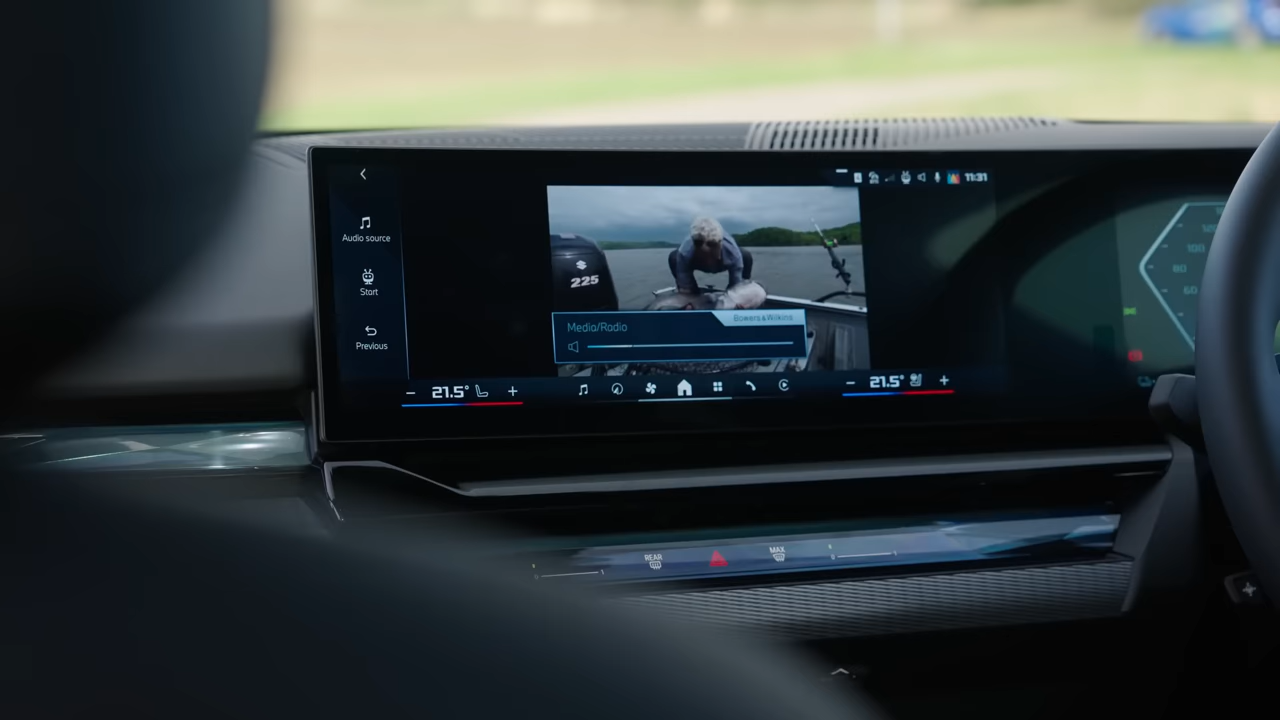 11:31
Audio source
Start
Previous
225
Bowers & Wilkins
Media/Radio
21.5°
21.5°
120
100
80
60
REAR
MAX